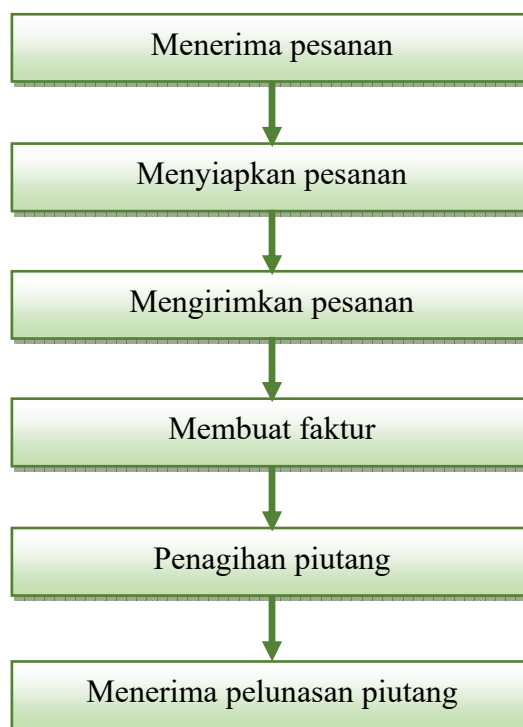 Menerima pesanan
Menyiapkan pesanan
Mengirimkan pesanan
Membuat faktur
Penagihan piutang
Menerima pelunasan piutang